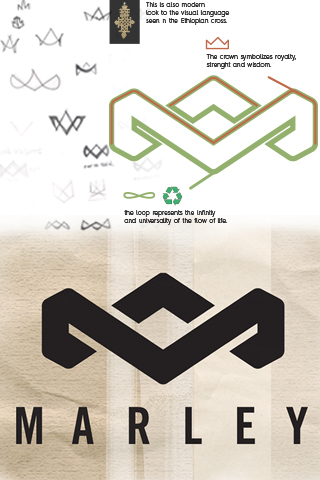 This is also modern
look to the visual language
seen n the Ethiopian cross.
The crown symbolizes royalty,
strenght and wisdom.
the loop represents the infinity
and universality of the flow of life.
MARLEY